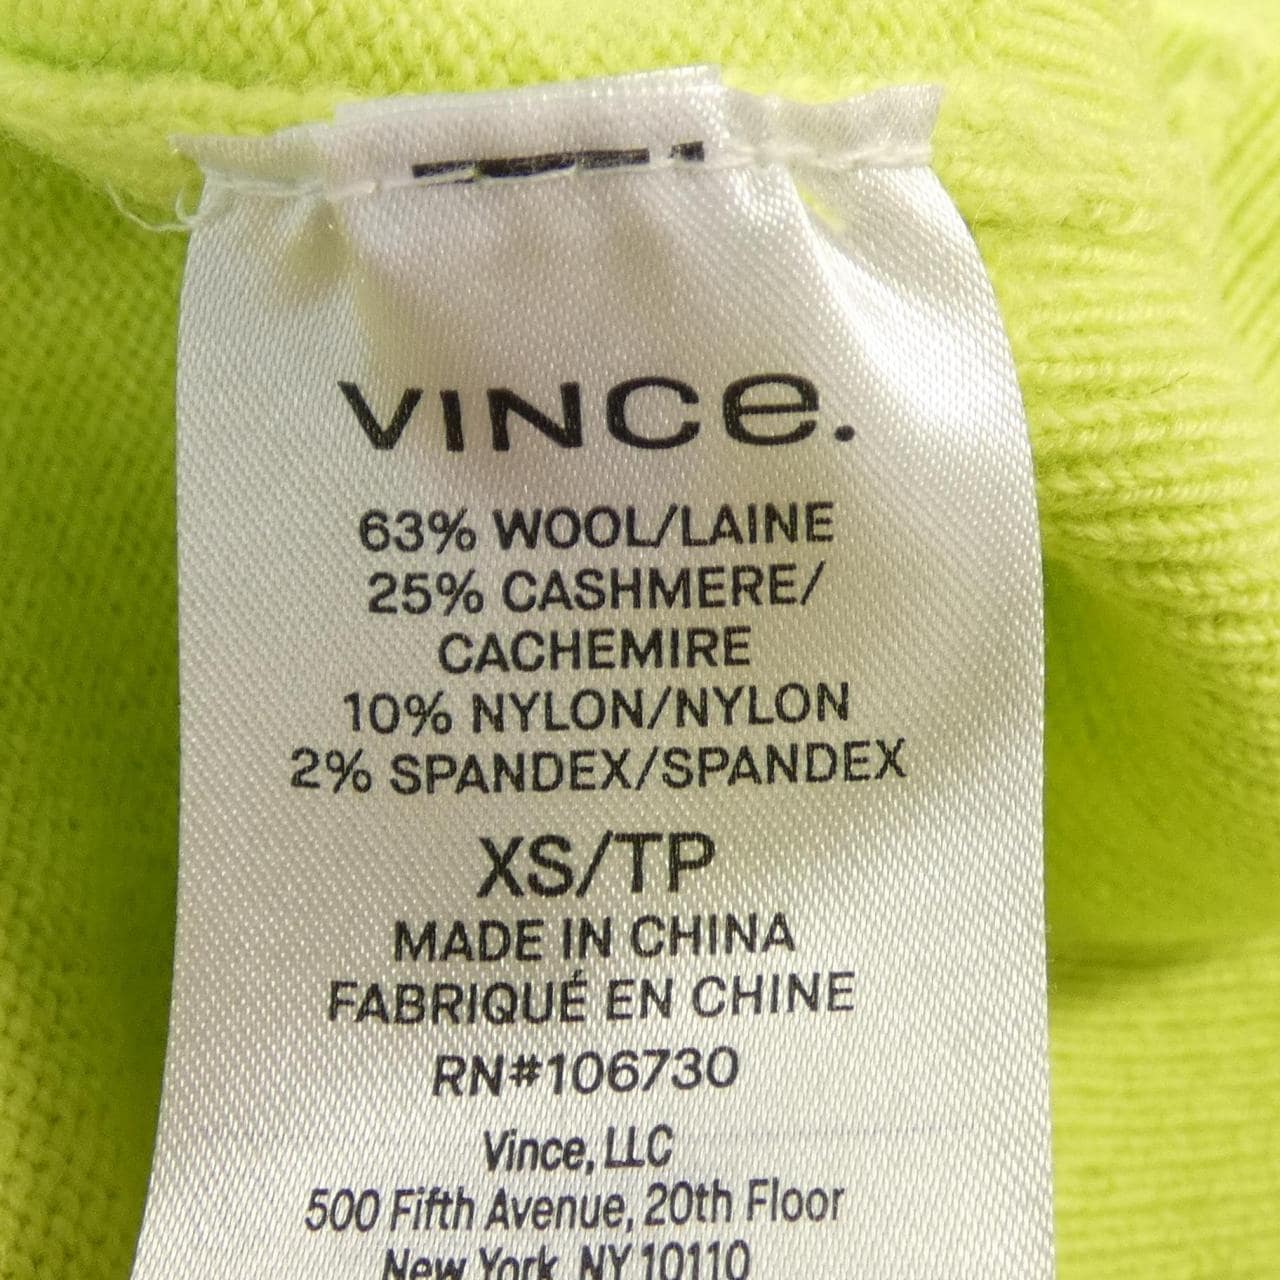 VINCe.
63% WOOL/LAINE
25% CASHMERE/
CACHEMIRE
10% NYLON/NYLON
2% SPANDEX/SPANDEX
XS/TP
MADE IN CHINA
FABRIQUÉ EN CHINE
RN#106730
Vince, LLC
500 Fifth Avenue, 20th Floor
New York, NY 10110